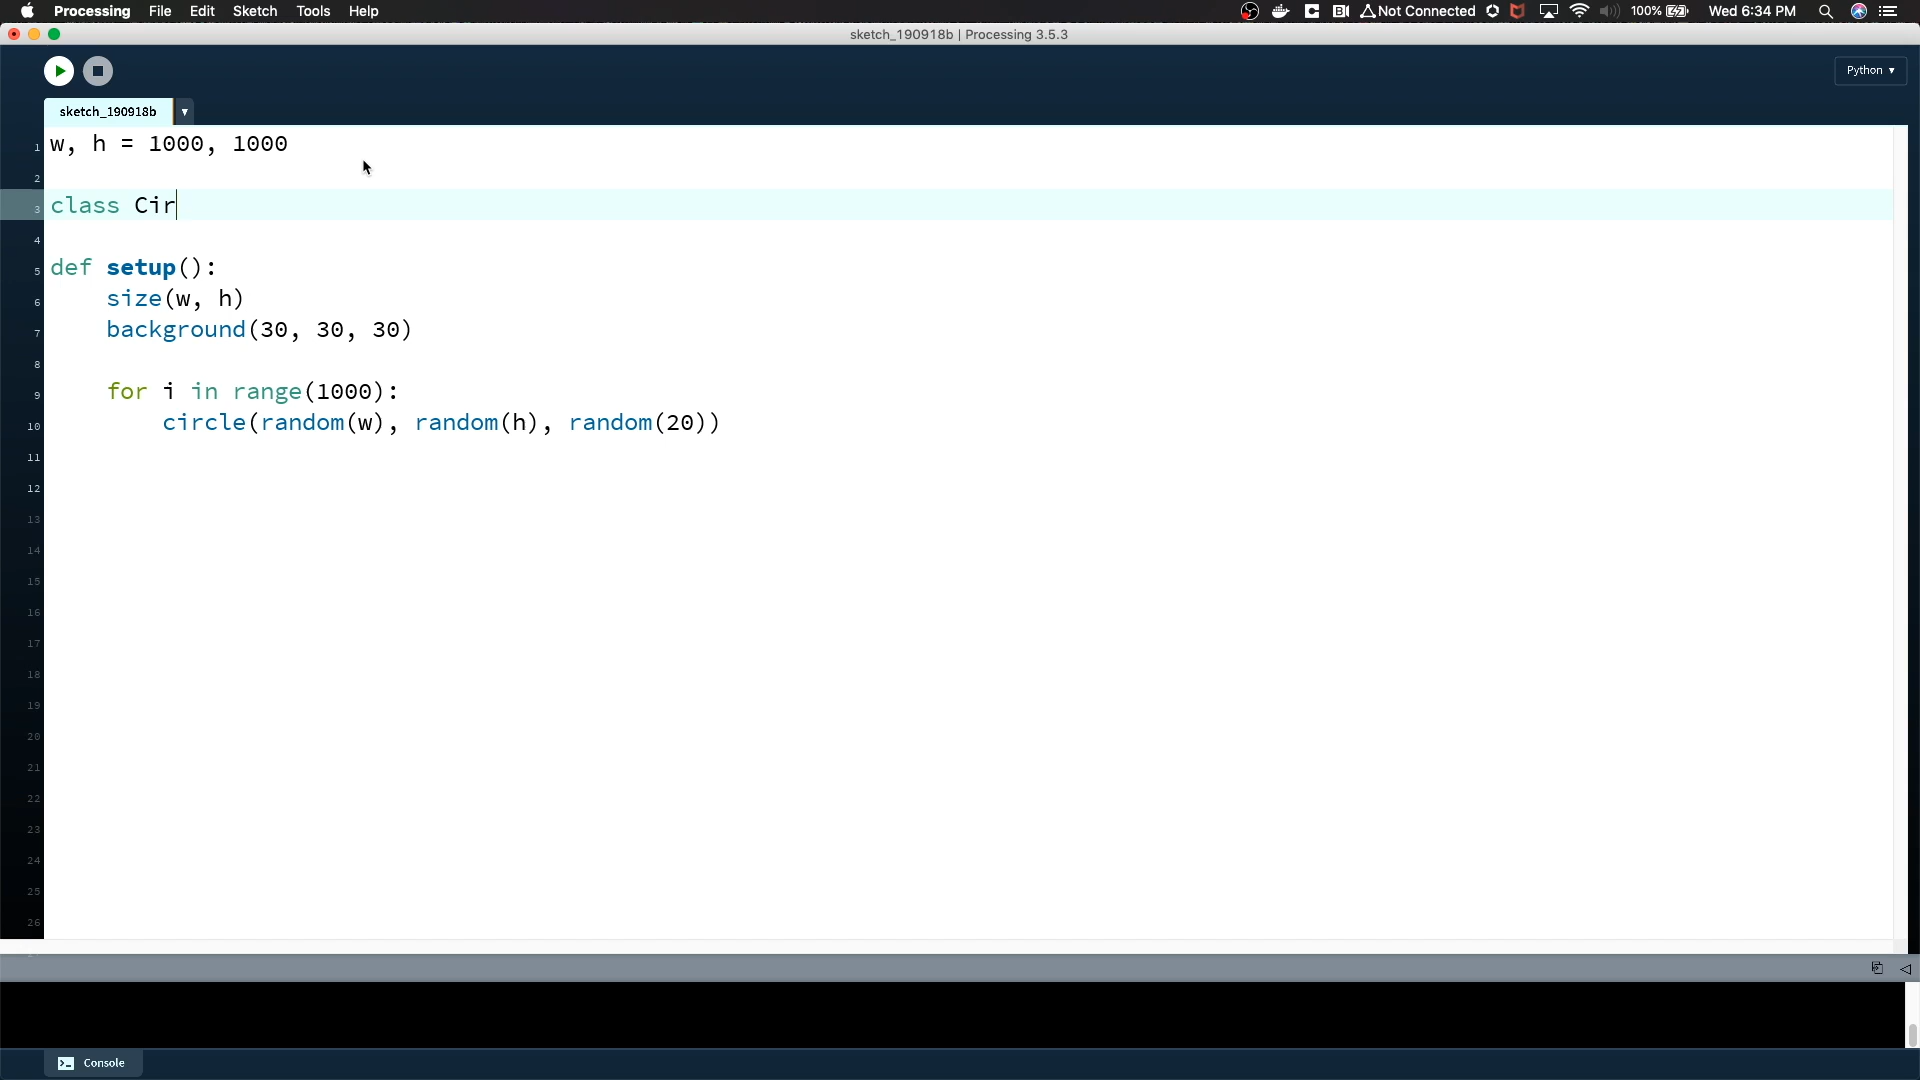 Processing File Edit Sketch Tools Help Not Connected 100% Wed 6:34 PM
sketch_190918b | Processing 3.5.3
Python ▾
sketch_190918b ▾
1 w, h = 1000, 1000
2
3 class Cir
4
5 def setup():
6     size(w, h)
7     background(30, 30, 30)
8
9     for i in range(1000):
10         circle(random(w), random(h), random(20))
11
12
13
14
15
16
17
18
19
20
21
22
23
24
25
26
Console